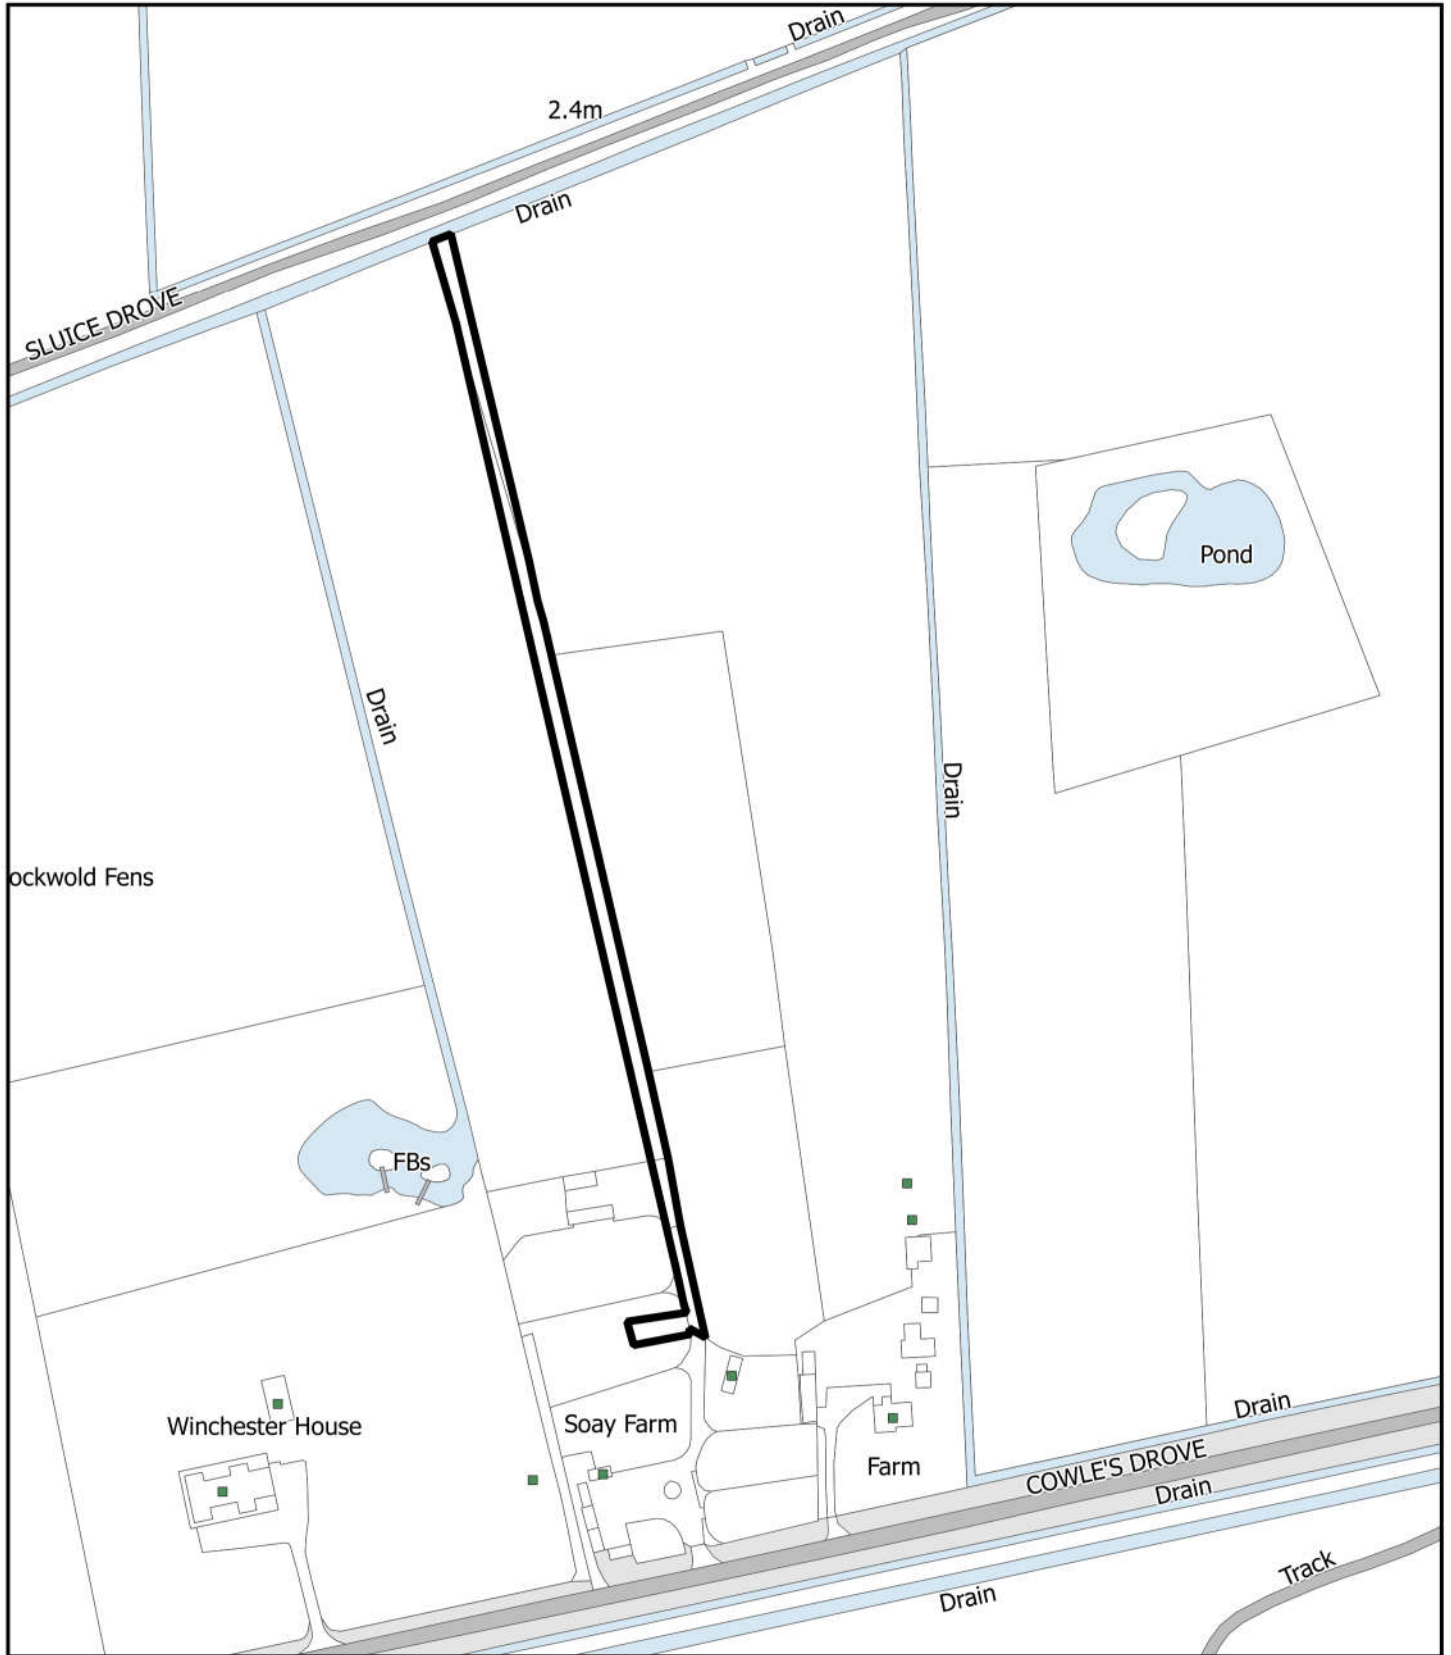 Drain
2.4m
Drain
SLUICE DROVE
Pond
Drain
Drain
ockwold Fens
FBs
Winchester House
Soay Farm
Drain
Farm
COWLE'S DROVE
Drain
Track
Drain